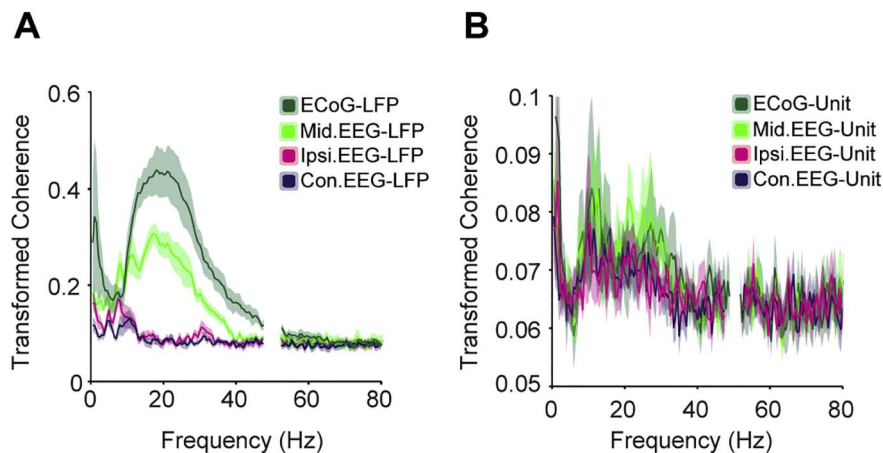 A
Transformed Coherence
0.6
0.4
0.2
0
0
20
40
60
80
Frequency (Hz)
ECoG-LFP
Mid.EEG-LFP
Ipsi.EEG-LFP
Con.EEG-LFP
B
Transformed Coherence
0.1
0.09
0.08
0.07
0.06
0.05
0
20
40
60
80
Frequency (Hz)
ECoG-Unit
Mid.EEG-Unit
Ipsi.EEG-Unit
Con.EEG-Unit